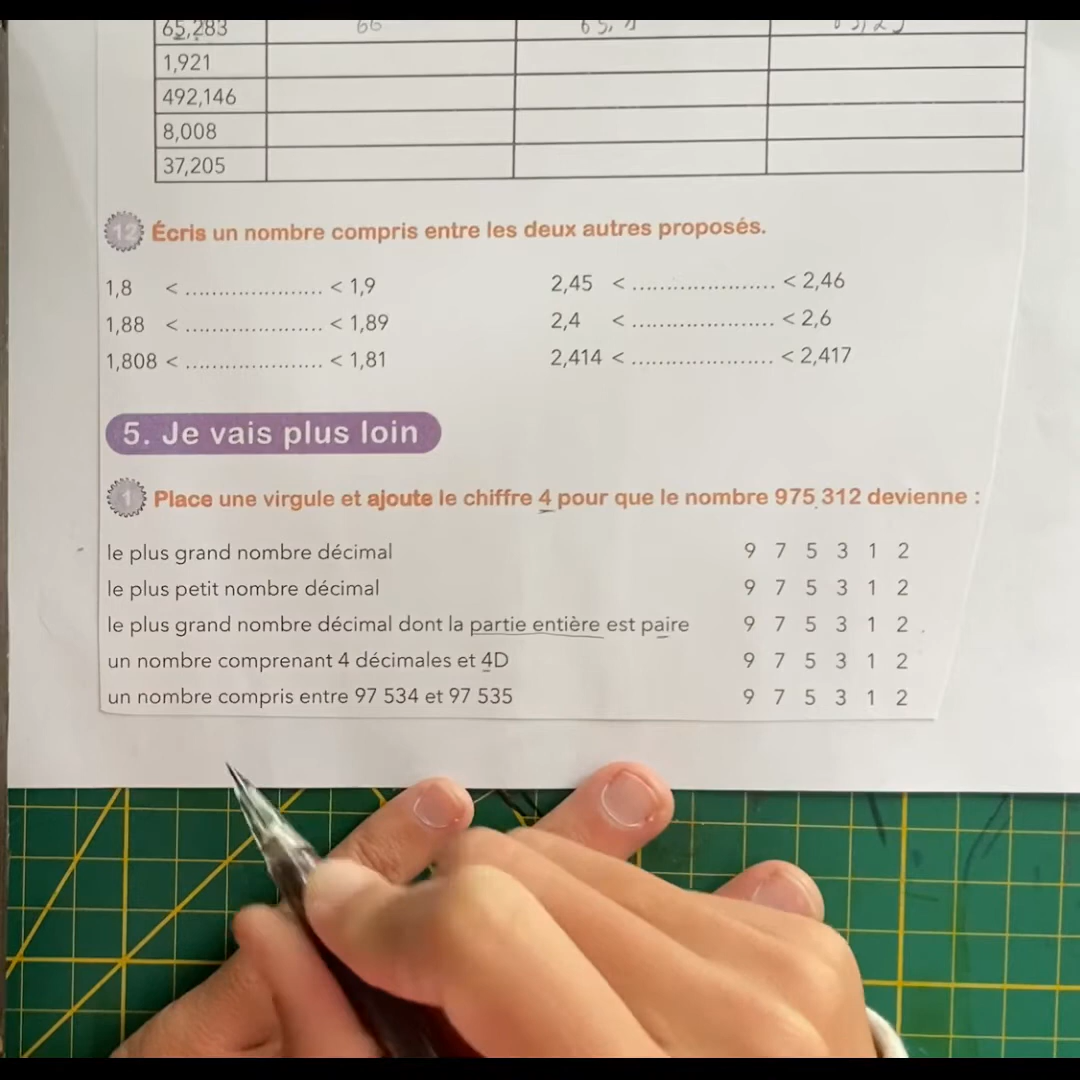 65,283 66
1,921
492,146
8,008
37,205
12 Écris un nombre compris entre les deux autres proposés.
1,8 < ..................... < 1,9 2,45 < ..................... < 2,46
1,88 < ..................... < 1,89 2,4 < ..................... < 2,6
1,808 < ..................... < 1,81 2,414 < ..................... < 2,417
5. Je vais plus loin
1 Place une virgule et ajoute le chiffre 4 pour que le nombre 975 312 devienne :
le plus grand nombre décimal 9 7 5 3 1 2
le plus petit nombre décimal 9 7 5 3 1 2
le plus grand nombre décimal dont la partie entière est paire 9 7 5 3 1 2
un nombre comprenant 4 décimales et 4D 9 7 5 3 1 2
un nombre compris entre 97 534 et 97 535 9 7 5 3 1 2